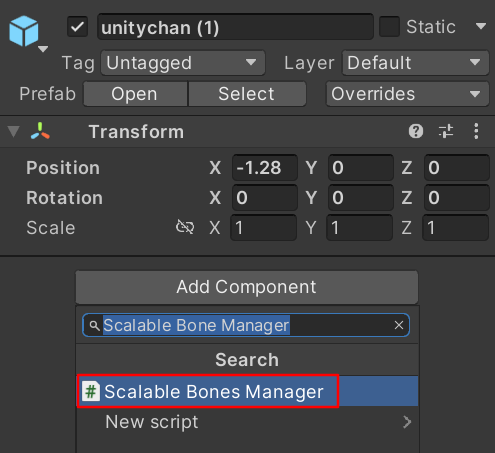 unitychan (1) Static
Tag Untagged Layer Default
Prefab Open Select Overrides
Transform
Position X -1.28 Y 0 Z 0
Rotation X 0 Y 0 Z 0
Scale X 1 Y 1 Z 1
Add Component
Scalable Bone Manager
Search
# Scalable Bones Manager
New script